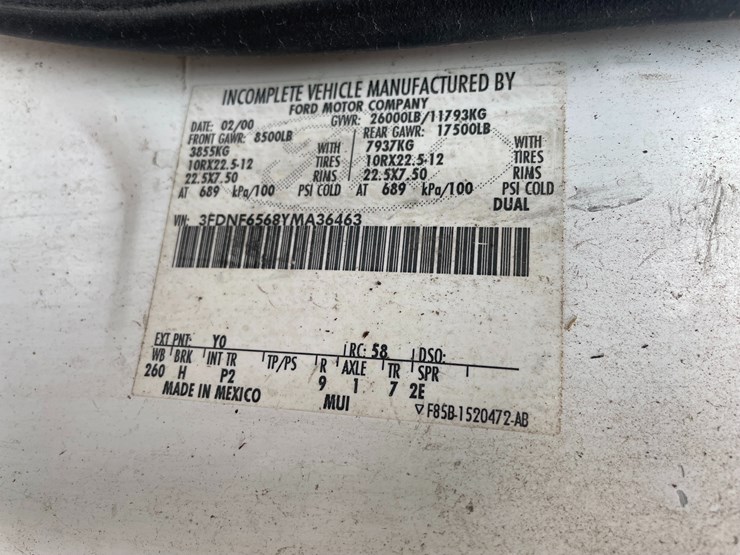 INCOMPLETE VEHICLE MANUFACTURED BY
FORD MOTOR COMPANY
DATE: 02/00 GVWR: 26000LB/11793KG
FRONT GAWR: 8500LB REAR GAWR: 17500LB
3855KG WITH 7937KG WITH
10RX22.5-12 TIRES 10RX22.5-12 TIRES
22.5X7.50 RIMS 22.5X7.50 RIMS
AT 689 kPa/100 PSI COLD AT 689 kPa/100 PSI COLD
DUAL
VIN: 3FDNF6568YMA36463
EXT PNT: YO RC: 58 DSO:
WB BRK INT TR TP/PS R AXLE TR SPR
260 H P2 9 1 7 2E
MADE IN MEXICO MUI
▽ F85B-1520472-AB